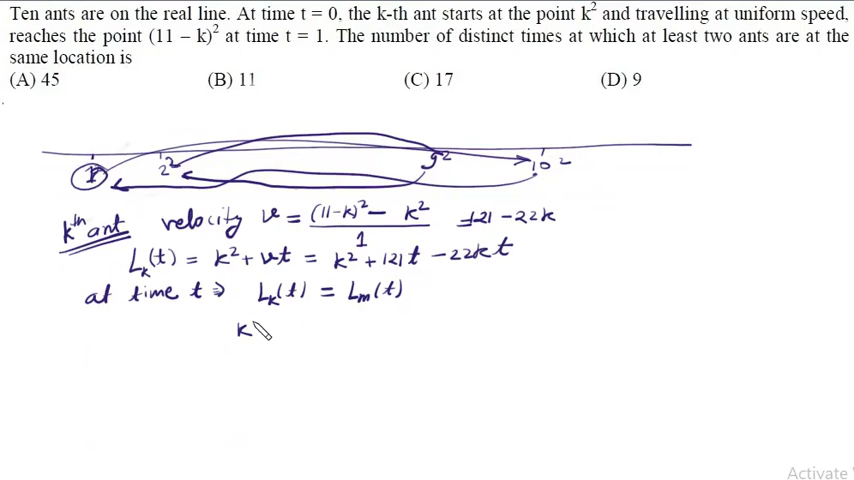 Ten ants are on the real line. At time t = 0, the k-th ant starts at the point k² and travelling at uniform speed,
reaches the point (11 – k)² at time t = 1. The number of distinct times at which at least two ants are at the
same location is
(A) 45 (B) 11 (C) 17 (D) 9
1 2² 9² 10²
kth ant velocity v = (11-k)² - k² / 1 = 121 - 22k
Lk(t) = k² + vt = k² + 121t - 22kt
at time t ⇒ Lk(t) = Lm(t)
k
Activate